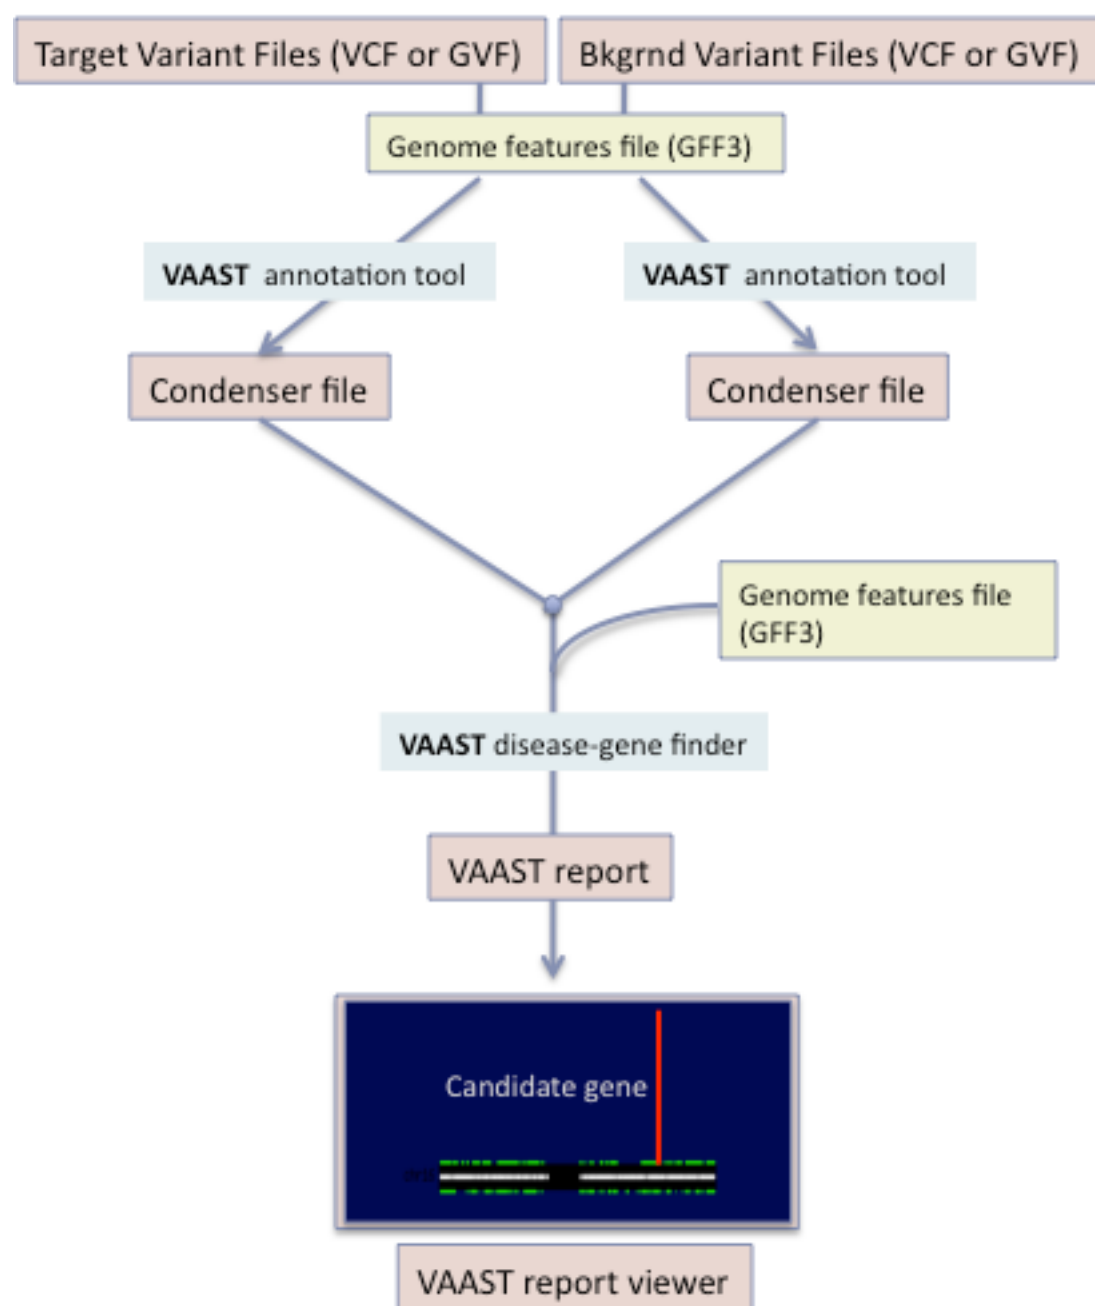 Target Variant Files (VCF or GVF)
Bkgrnd Variant Files (VCF or GVF)
Genome features file (GFF3)
VAAST annotation tool
VAAST annotation tool
Condenser file
Condenser file
Genome features file
(GFF3)
VAAST disease-gene finder
VAAST report
Candidate gene
VAAST report viewer